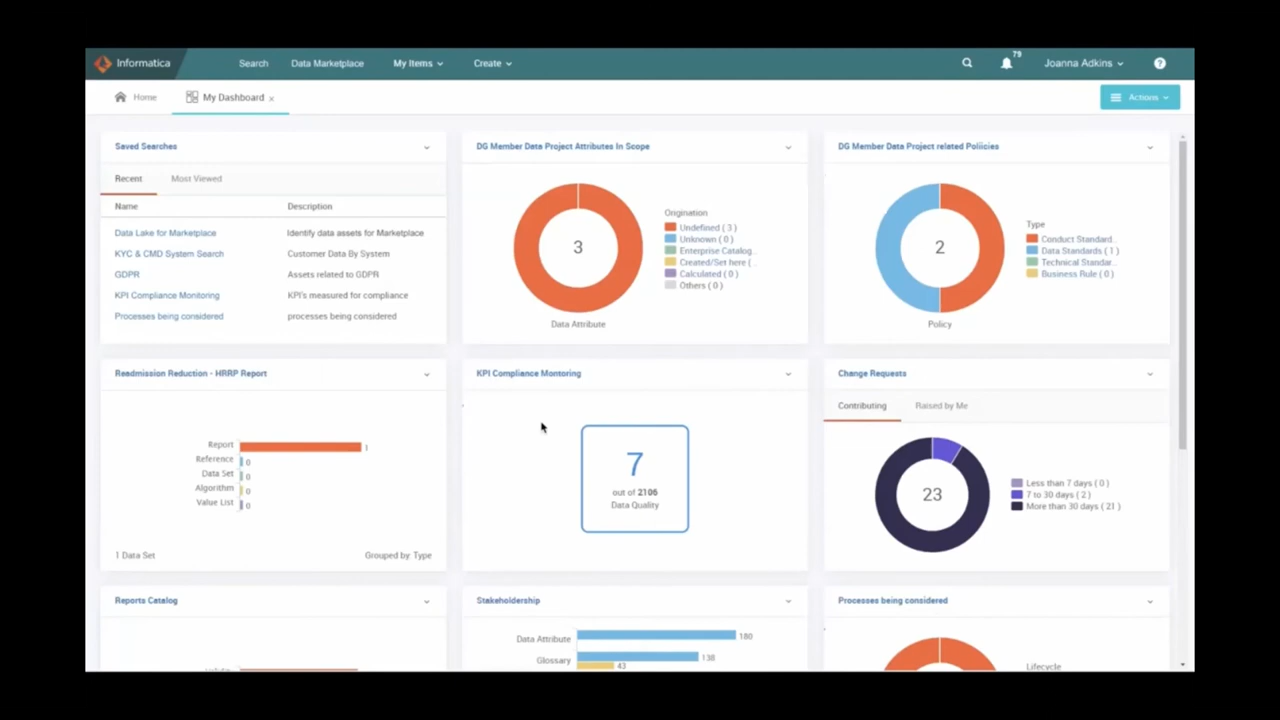 Informatica
Search
Data Marketplace
My Items
Create
79
Joanna Adkins
?
Home
My Dashboard
Actions
Saved Searches
Recent
Most Viewed
Name Description
Data Lake for Marketplace Identify data assets for Marketplace
KYC & CMD System Search Customer Data By System
GDPR Assets related to GDPR
KPI Compliance Monitoring KPI's measured for compliance
Processes being considered processes being considered
DG Member Data Project Attributes In Scope
3
Data Attribute
Origination
Undefined ( 3 )
Unknown ( 0 )
Enterprise Catalog..
Created/Set here ( ..
Calculated ( 0 )
Others ( 0 )
DG Member Data Project related Poliicies
2
Policy
Type
Conduct Standard..
Data Standards ( 1 )
Technical Standar..
Business Rule ( 0 )
Readmission Reduction - HRRP Report
Report 1
Reference 0
Data Set 0
Algorithm 0
Value List 0
1 Data Set
Grouped by: Type
KPI Compliance Montoring
7
out of 2106
Data Quality
Change Requests
Contributing
Raised by Me
23
Less than 7 days ( 0 )
7 to 30 days ( 2 )
More than 30 days ( 21 )
Reports Catalog
Stakeholdership
Data Attribute 180
Glossary 138
43
Processes being considered
Lifecycle